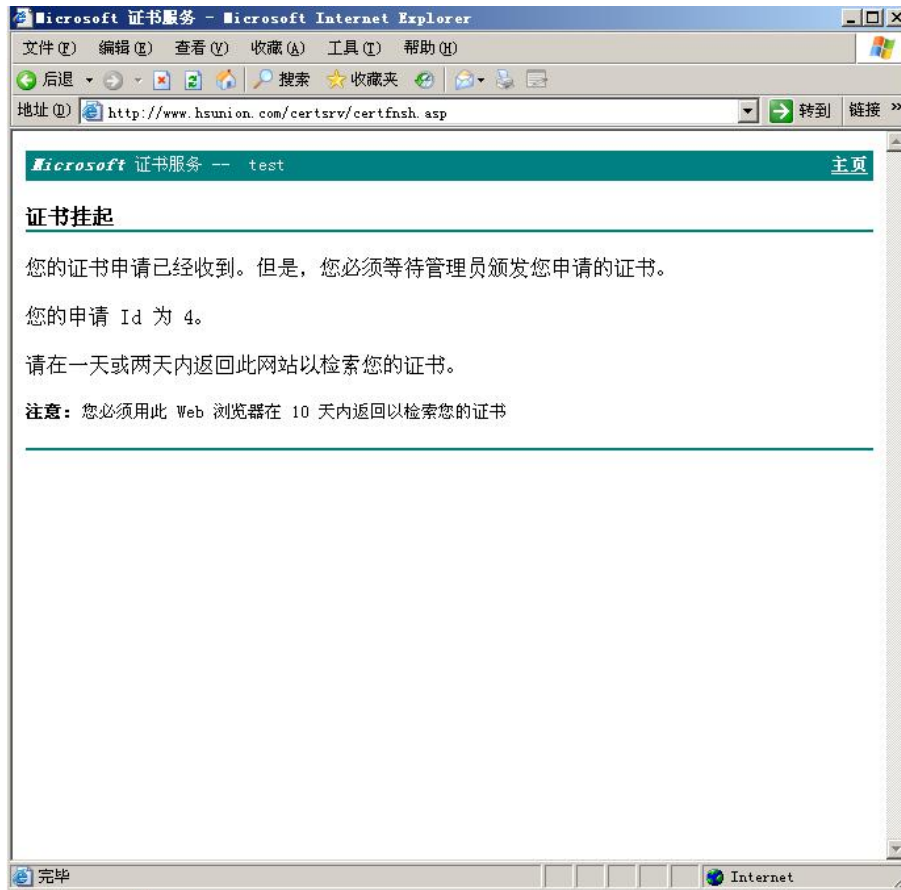 Microsoft 证书服务 - Microsoft Internet Explorer
文件(F) 编辑(E) 查看(V) 收藏(A) 工具(T) 帮助(H)
后退 搜索 收藏夹
地址(D) http://www.hsunion.com/certsrv/certfnsh.asp 转到 链接 »
Microsoft 证书服务 -- test 主页
证书挂起
您的证书申请已经收到。但是，您必须等待管理员颁发您申请的证书。
您的申请 Id 为 4。
请在一天或两天内返回此网站以检索您的证书。
注意：您必须用此 Web 浏览器在 10 天内返回以检索您的证书
完毕 Internet